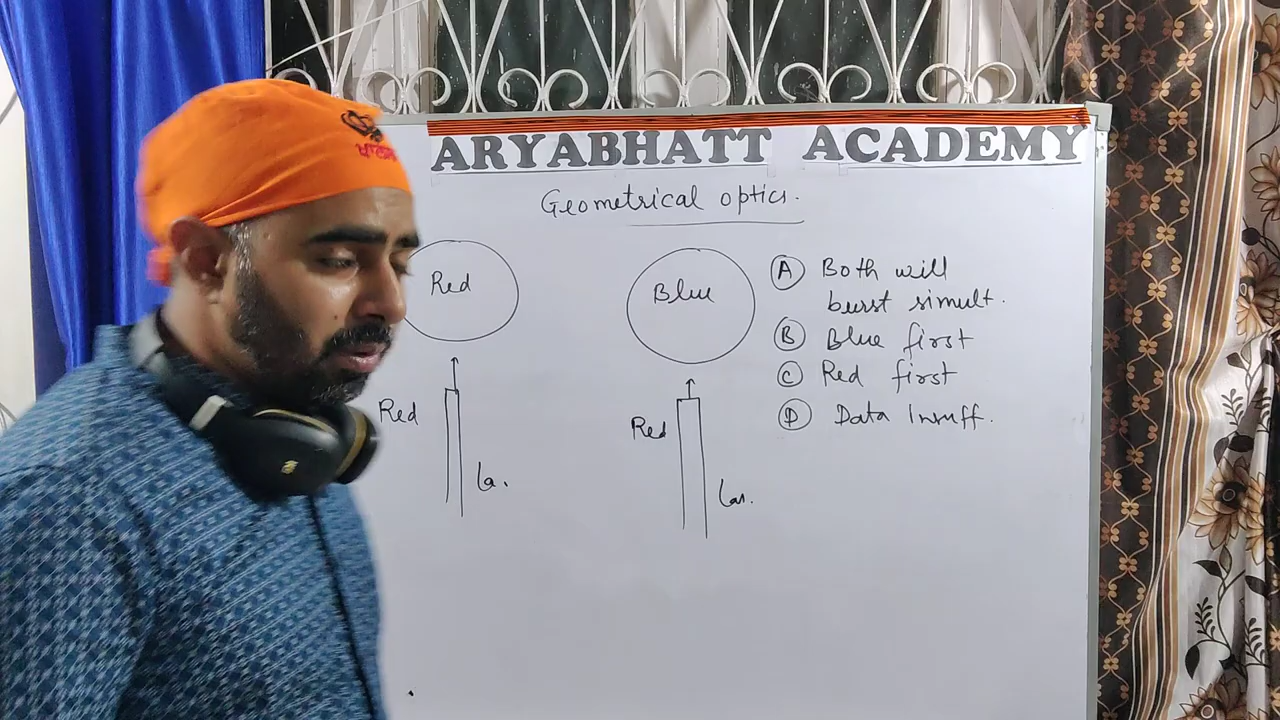 ARYABHATT ACADEMY
Geometrical optics.
Red
Blue
A Both will
burst simult.
B Blue first
C Red first
D Data Insuff.
Red
Red
La.
Las.